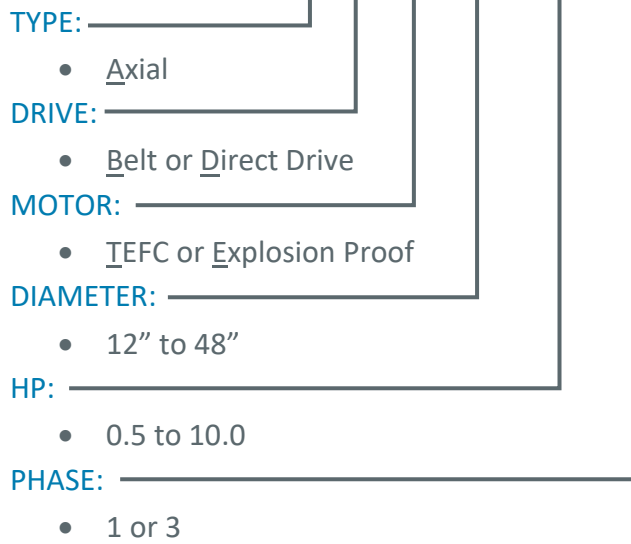 TYPE:
• Axial
DRIVE:
• Belt or Direct Drive
MOTOR:
• TEFC or Explosion Proof
DIAMETER:
• 12” to 48”
HP:
• 0.5 to 10.0
PHASE:
• 1 or 3